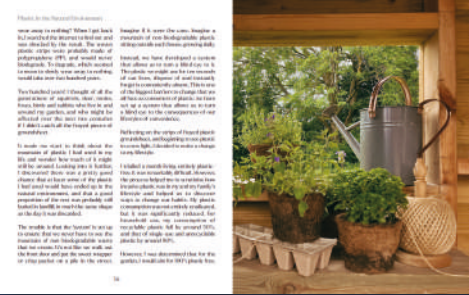 Plastic in the Natural Environment
wear away to nothing? When I got back
in, I searched the internet to find out and
was shocked by the result. The woven
plastic strips were probably made of
polypropylene (PP), and would never
biodegrade. To degrade, which seemed
to mean to slowly wear away to nothing,
would take over two hundred years.
Two hundred years! I thought of all the
generations of squirrels, deer, snakes,
foxes, birds and rabbits who live in and
around my garden, and who might be
affected over the next two centuries
if I didn't catch all the frayed pieces of
groundsheet.
It made me start to think about the
mountain of plastic I had used in my
life and wonder how much of it might
still be around. Looking into it further,
I discovered there was a pretty good
chance that at least some of the plastic
I had used would have ended up in the
natural environment, and that a good
proportion of the rest was probably still
buried in landfill, in much the same shape
as the day it was discarded.
The trouble is that the
to ensure that we never have to see the
mountain of non-biodegradable waste
that we create. It's not like we walk out
the front door and put the sweet wrapper
or crisp packet on a pile in the street.
Imagine if it were the case. Imagine a
mountain of non-biodegradable plastic
sitting outside each house, growing daily.
Instead, we have developed a system
that allows us to turn a blind eye to it.
The plastic we might use for ten seconds
of our lives, dispose of and instantly
forget is conveniently absent. This is one
of the biggest barriers to change that we
all face as consumers of plastic: we have
set up a system that allows us to turn
a blind eye to the consequences of our
lifestyles of convenience.
Reflecting on the strips of frayed plastic
groundsheet, and beginning to see plastic
in a new light, I decided to make a change
to my lifestyle.
I trialled a month living entirely plastic-
free. It was remarkably difficult. However,
the process helped me to scrutinise how
invasive plastic was in my and my family's
lifestyle and helped us to discover
ways to change our habits. My plastic
consumption was not entirely eradicated,
but it was significantly reduced. For
household use, my consumption of
recyclable plastic fell by around 70%
and that of single-use and unrecyclable
plastic by around 90%.
However, I was determined that for the
garden, I would aim for 100% plastic-free.